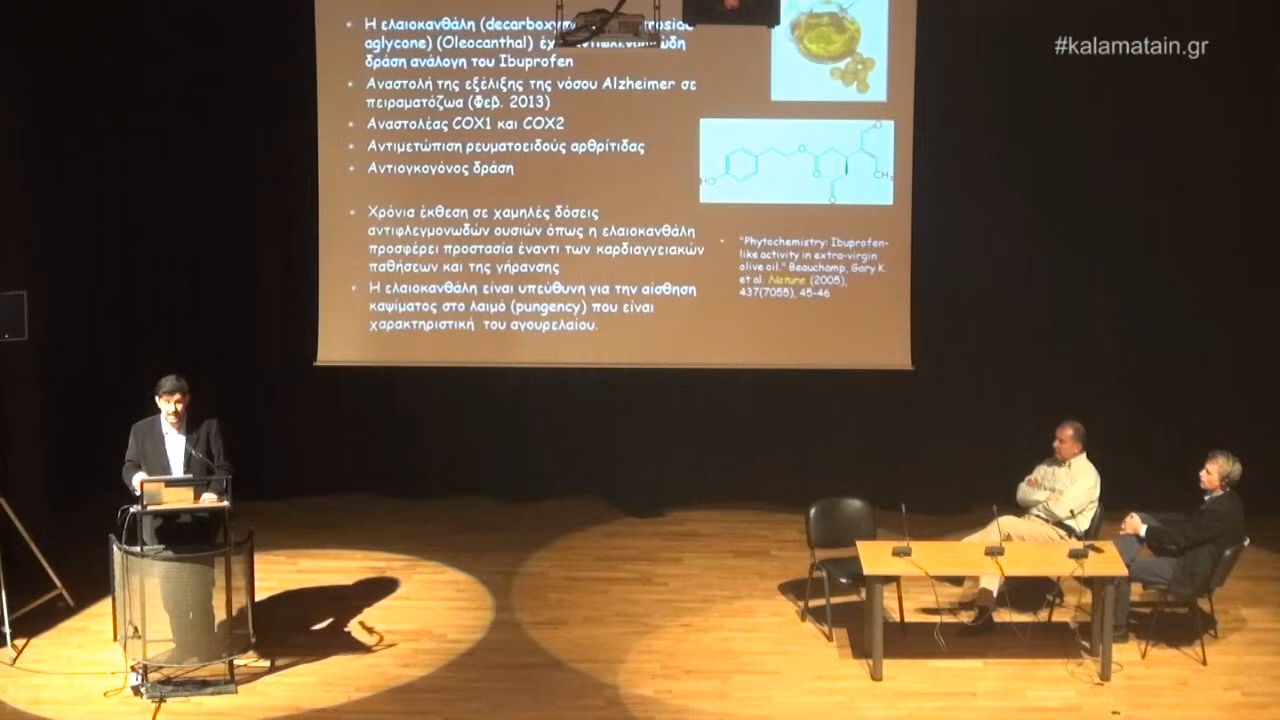 #kalamatain.gr
Η ελαιοκανθάλη
aglycone) (Oleocanthal)
δράση ανάλογη του Ibuprofen
Αναστολή της εξέλιξης της νόσου Alzheimer σε
πειραματόζωα (Φεβ. 2013)
Αναστολέας COX1 και COX2
Αντιμετώπιση ρευματοειδούς αρθρίτιδας
Αντιογκογόνος δράση
Χρόνια έκθεση σε χαμηλές δόσεις
αντιφλεγμονωδών ουσιών όπως η ελαιοκανθάλη
προσφέρει προστασία έναντι των καρδιαγγειακών
παθήσεων και της γήρανσης
Η ελαιοκανθάλη είναι υπεύθυνη για την αίσθηση
καψίματος στο λαιμό (pungency) που είναι
χαρακτηριστική του αγουρελαίου.
HO
O
O
O
O
CH3
"Phytochemistry: Ibuprofen-
like activity in extra-virgin
olive oil." Beauchamp, Gary K.
et al. Nature (2005),
437(7055), 45-46